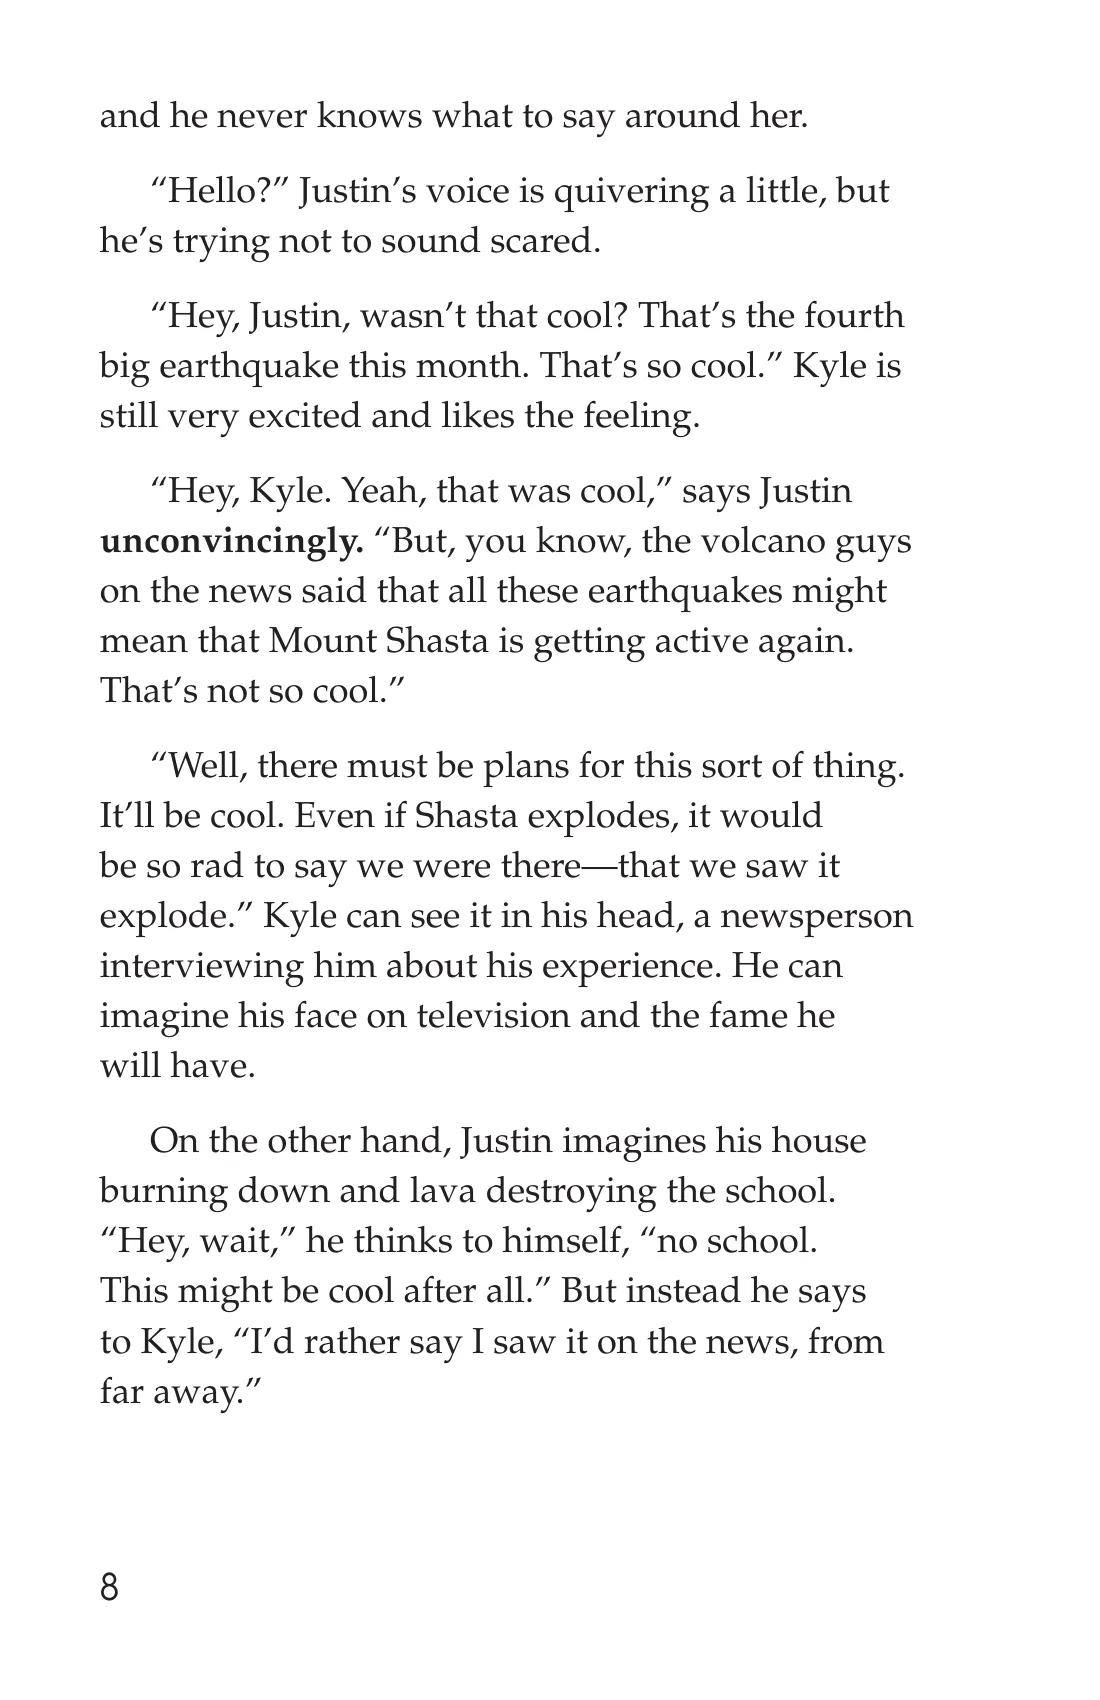 and he never knows what to say around her.
“Hello?” Justin’s voice is quivering a little, but
he’s trying not to sound scared.
“Hey, Justin, wasn’t that cool? That’s the fourth
big earthquake this month. That’s so cool.” Kyle is
still very excited and likes the feeling.
“Hey, Kyle. Yeah, that was cool,” says Justin
unconvincingly. “But, you know, the volcano guys
on the news said that all these earthquakes might
mean that Mount Shasta is getting active again.
That’s not so cool.”
“Well, there must be plans for this sort of thing.
It’ll be cool. Even if Shasta explodes, it would
be so rad to say we were there—that we saw it
explode.” Kyle can see it in his head, a newsperson
interviewing him about his experience. He can
imagine his face on television and the fame he
will have.
On the other hand, Justin imagines his house
burning down and lava destroying the school.
“Hey, wait,” he thinks to himself, “no school.
This might be cool after all.” But instead he says
to Kyle, “I’d rather say I saw it on the news, from
far away.”
8